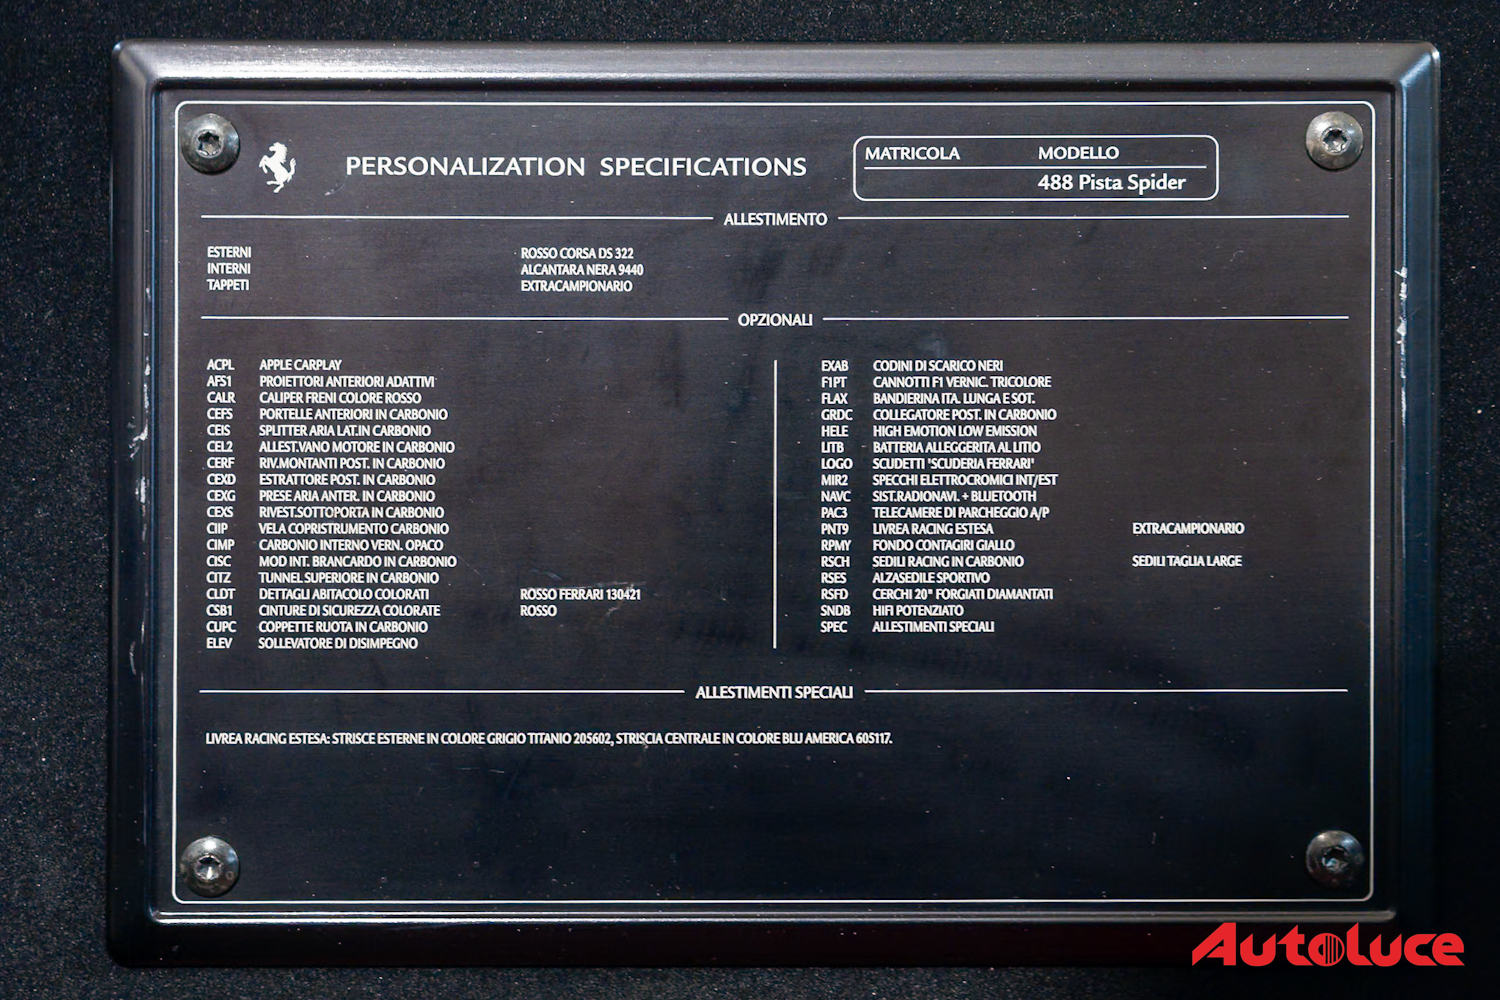 PERSONALIZATION SPECIFICATIONS
MATRICOLA MODELLO
488 Pista Spider
ALLESTIMENTO
ESTERNI ROSSO CORSA DS 322
INTERNI ALCANTARA NERA 9440
TAPPETI EXTRACAMPIONARIO
OPZIONALI
ACPL APPLE CARPLAY
AFS1 PROIETTORI ANTERIORI ADATTIVI
CALR CALIPER FRENI COLORE ROSSO
CEFS PORTELLE ANTERIORI IN CARBONIO
CEIS SPLITTER ARIA LAT.IN CARBONIO
CEL2 ALLEST.VANO MOTORE IN CARBONIO
CERF RIV.MONTANTI POST. IN CARBONIO
CEXD ESTRATTORE POST. IN CARBONIO
CEXG PRESE ARIA ANTER. IN CARBONIO
CEXS RIVEST.SOTTOPORTA IN CARBONIO
CIIP VELA COPRISTRUMENTO CARBONIO
CIMP CARBONIO INTERNO VERN. OPACO
CISC MOD INT. BRANCARDO IN CARBONIO
CITZ TUNNEL SUPERIORE IN CARBONIO
CLDT DETTAGLI ABITACOLO COLORATI ROSSO FERRARI 130421
CSB1 CINTURE DI SICUREZZA COLORATE ROSSO
CUPC COPPETTE RUOTA IN CARBONIO
ELEV SOLLEVATORE DI DISIMPEGNO
EXAB CODINI DI SCARICO NERI
F1PT CANNOTTI F1 VERNIC. TRICOLORE
FLAX BANDIERINA ITA. LUNGA E SOT.
GRDC COLLEGATORE POST. IN CARBONIO
HELE HIGH EMOTION LOW EMISSION
LITB BATTERIA ALLEGGERITA AL LITIO
LOGO SCUDETTI "SCUDERIA FERRARI"
MIR2 SPECCHI ELETTROCROMICI INT/EST
NAVC SIST.RADIONAVI. + BLUETOOTH
PAC3 TELECAMERE DI PARCHEGGIO A/P
PNT9 LIVREA RACING ESTESA EXTRACAMPIONARIO
RPMY FONDO CONTAGIRI GIALLO
RSCH SEDILI RACING IN CARBONIO SEDILI TAGLIA LARGE
RSES ALZASEDILE SPORTIVO
RSFD CERCHI 20" FORGIATI DIAMANTATI
SNDB HIFI POTENZIATO
SPEC ALLESTIMENTI SPECIALI
ALLESTIMENTI SPECIALI
LIVREA RACING ESTESA: STRISCE ESTERNE IN COLORE GRIGIO TITANIO 205602, STRISCIA CENTRALE IN COLORE BLU AMERICA 605117.
Autoluce